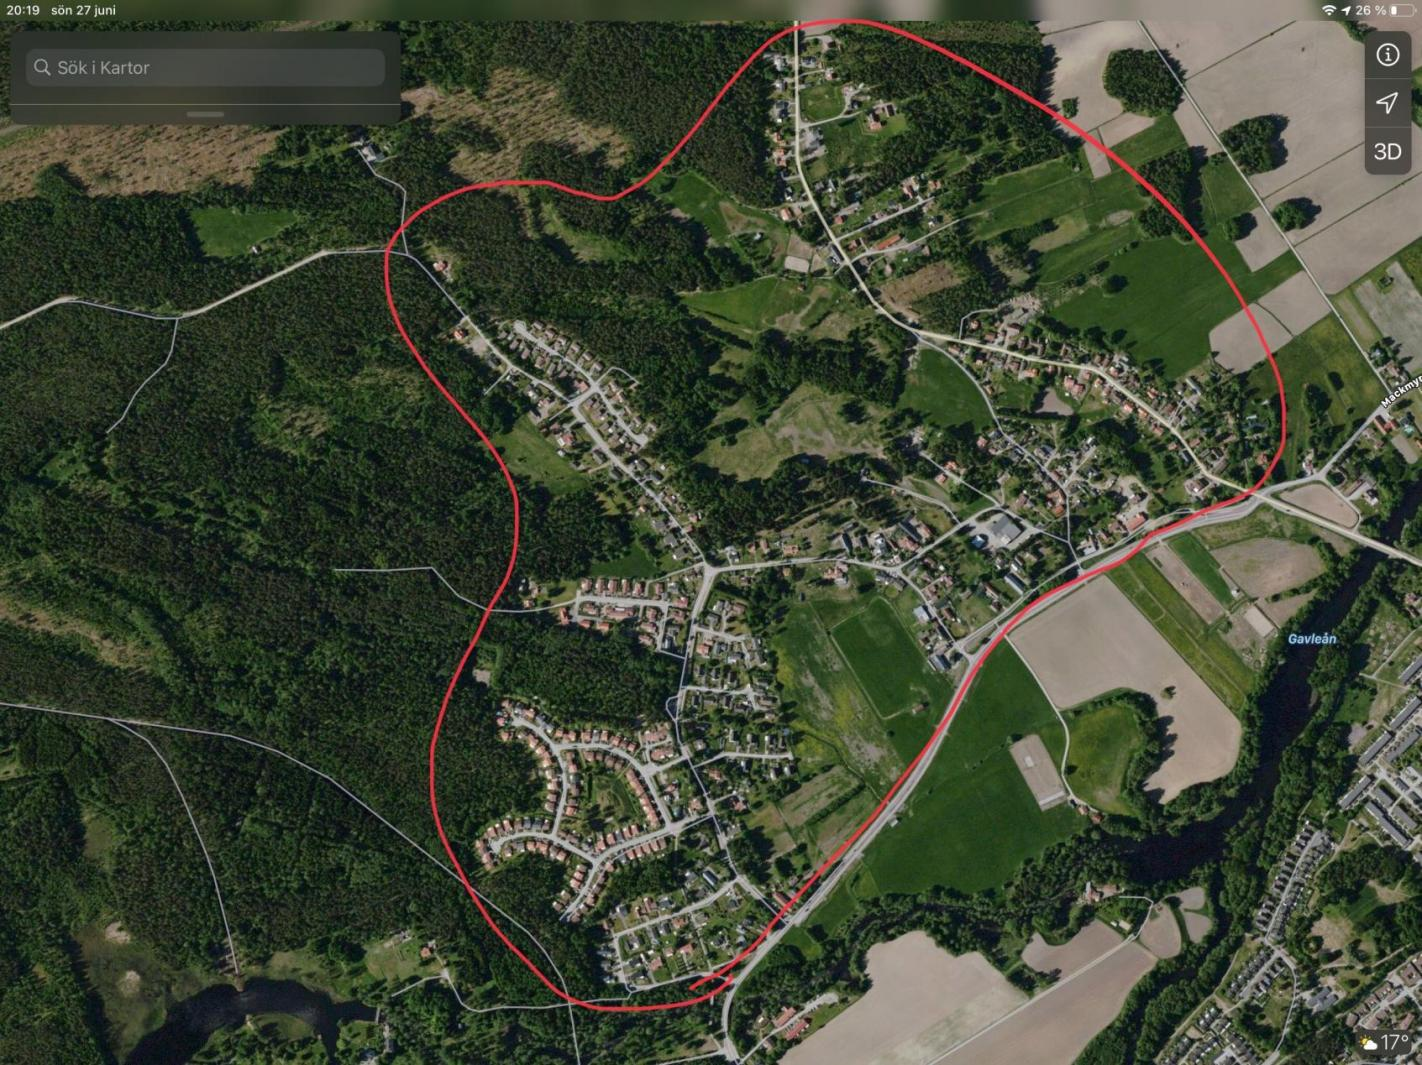 20:19 sön 27 juni
26 %
Sök i Kartor
3D
Gavleån
17°